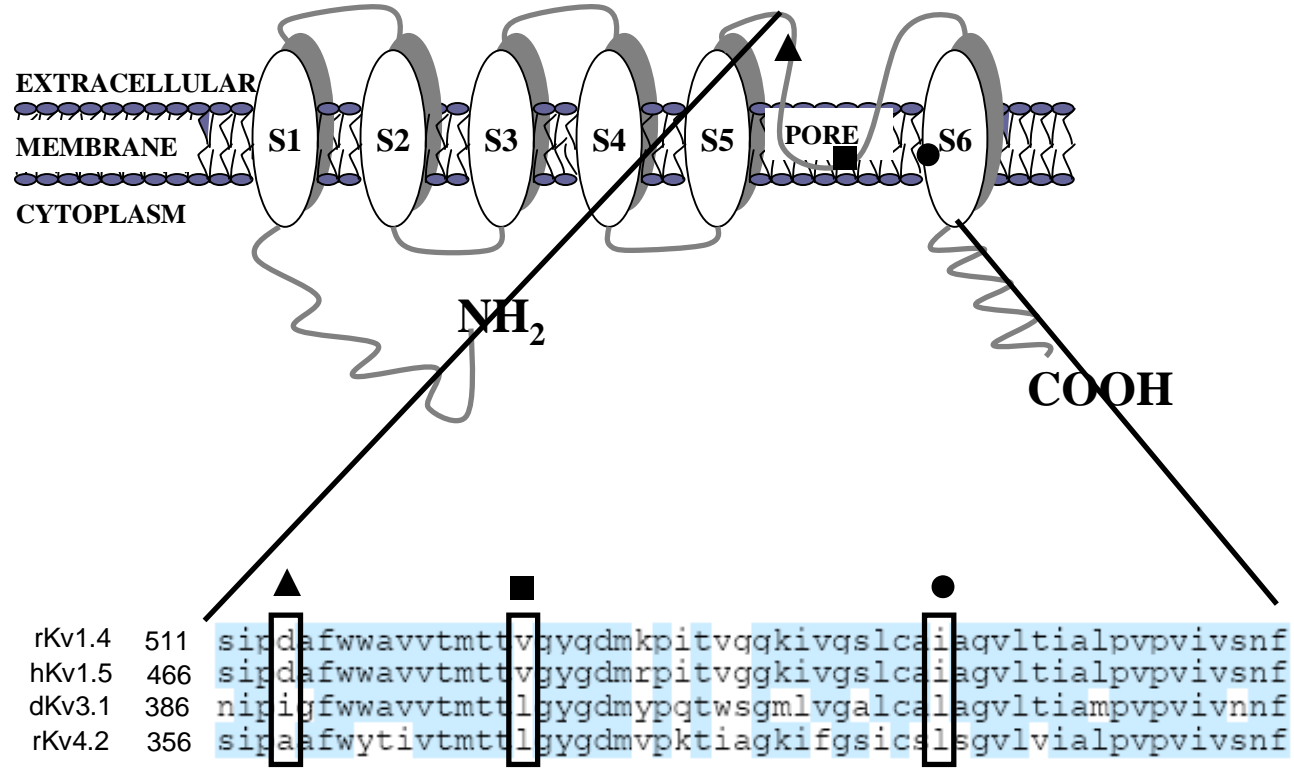 EXTRACELLULAR
MEMBRANE
CYTOPLASM
S1 S2 S3 S4 S5 PORE S6
NH2
COOH
rKv1.4 511 sipdafwwavvtmttvgygdmkpitvggkivgslcaiagvltialpvpvivsnf
hKv1.5 466 sipdafwwavvtmttvgygdmrpitvggkivgslcaiagvltialpvpvivsnf
dKv3.1 386 nipigfwwavvtmttlgygdmypqtwsgmlvgalcalagvltiampvpvivnnf
rKv4.2 356 sipaafwytivtmttlgygdmvpktiagkifgsicslsgvlvialpvpvivsnf